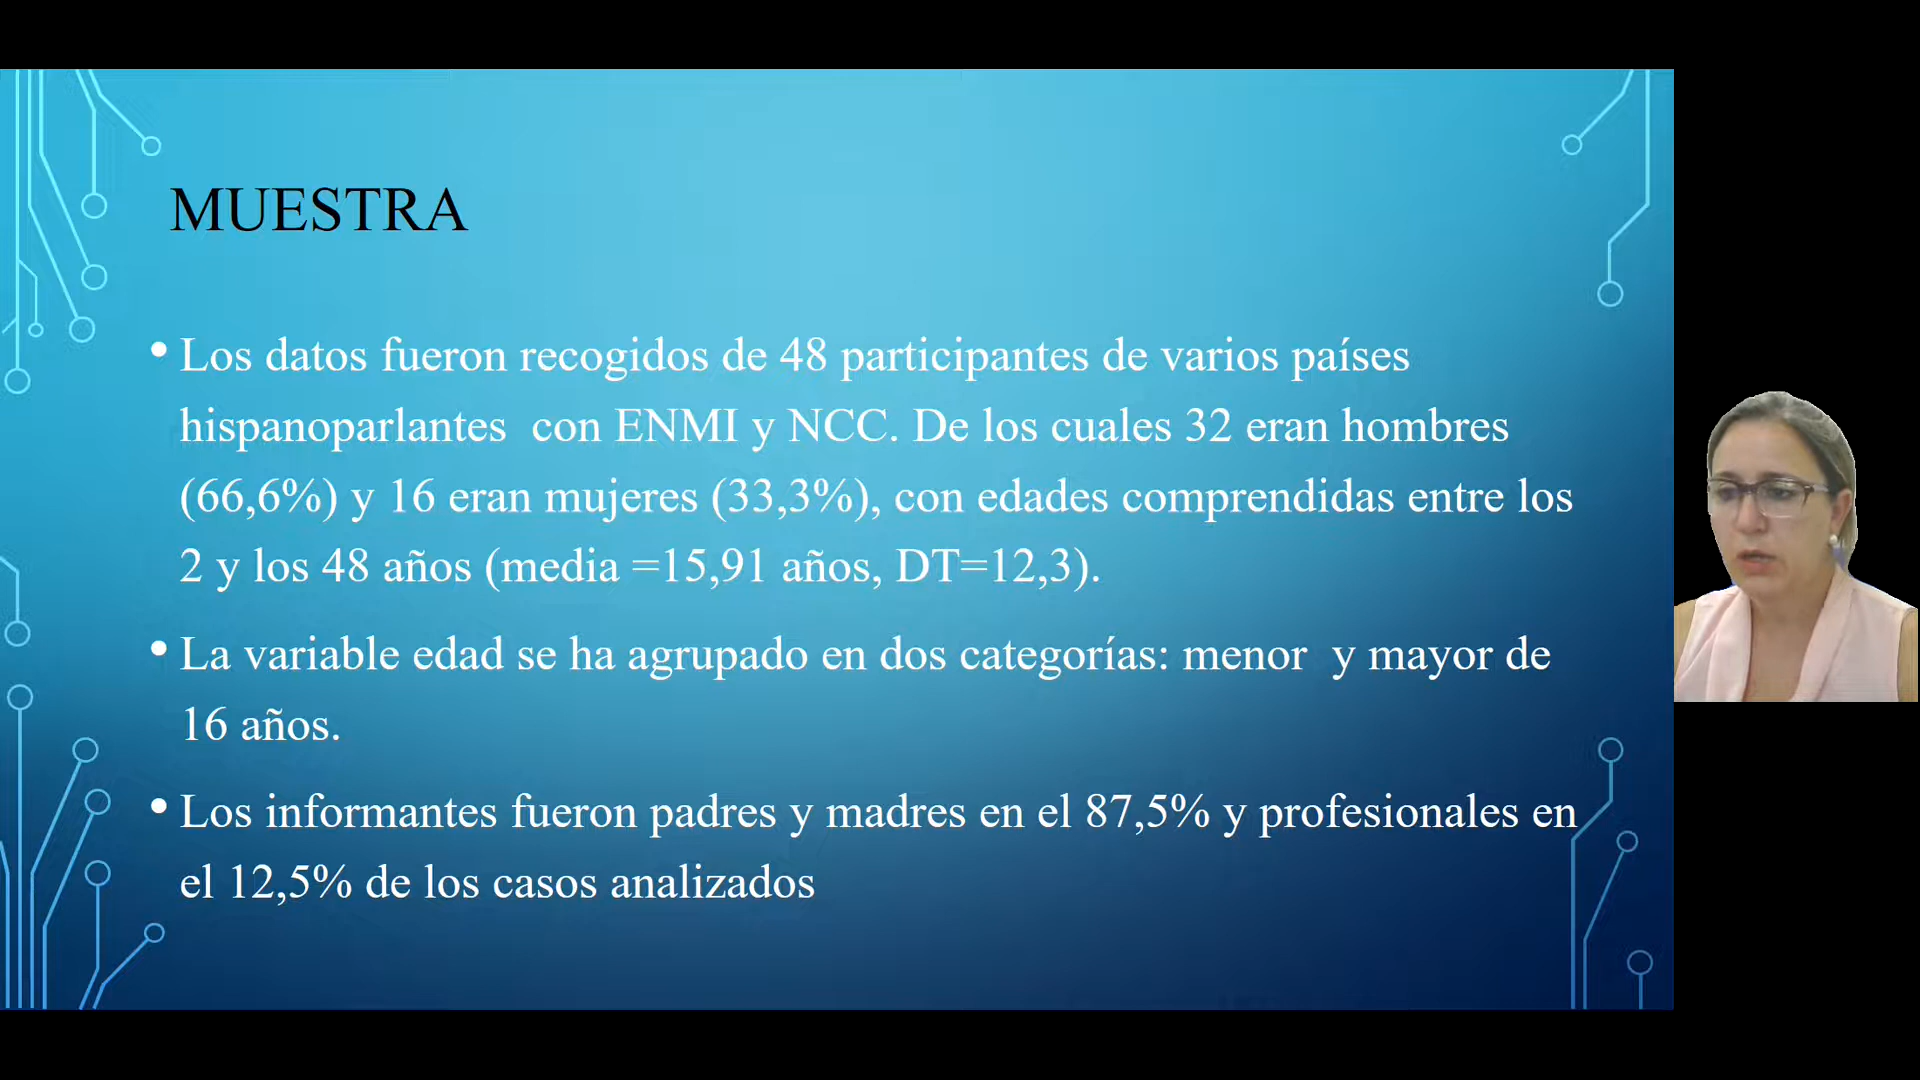 MUESTRA
• Los datos fueron recogidos de 48 participantes de varios países
hispanoparlantes  con ENMI y NCC. De los cuales 32 eran hombres
(66,6%) y 16 eran mujeres (33,3%), con edades comprendidas entre los
2 y los 48 años (media =15,91 años, DT=12,3).
• La variable edad se ha agrupado en dos categorías: menor  y mayor de
16 años.
• Los informantes fueron padres y madres en el 87,5% y profesionales en
el 12,5% de los casos analizados